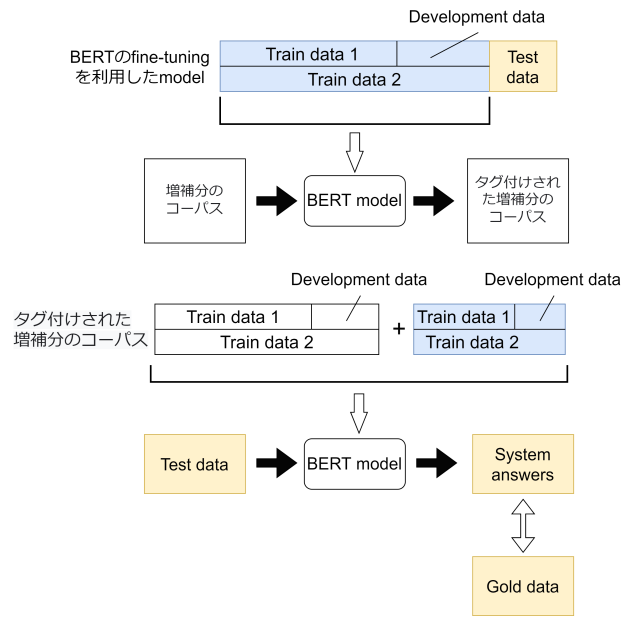 Development data
BERTのfine-tuning
を利用したmodel
Train data 1
Train data 2
Test
data
増補分の
コーパス
BERT model
タグ付けされ
た増補分の
コーパス
Development data
Development data
タグ付けされた
増補分のコーパス
Train data 1
Train data 2
+
Train data 1
Train data 2
Test data
BERT model
System
answers
Gold data